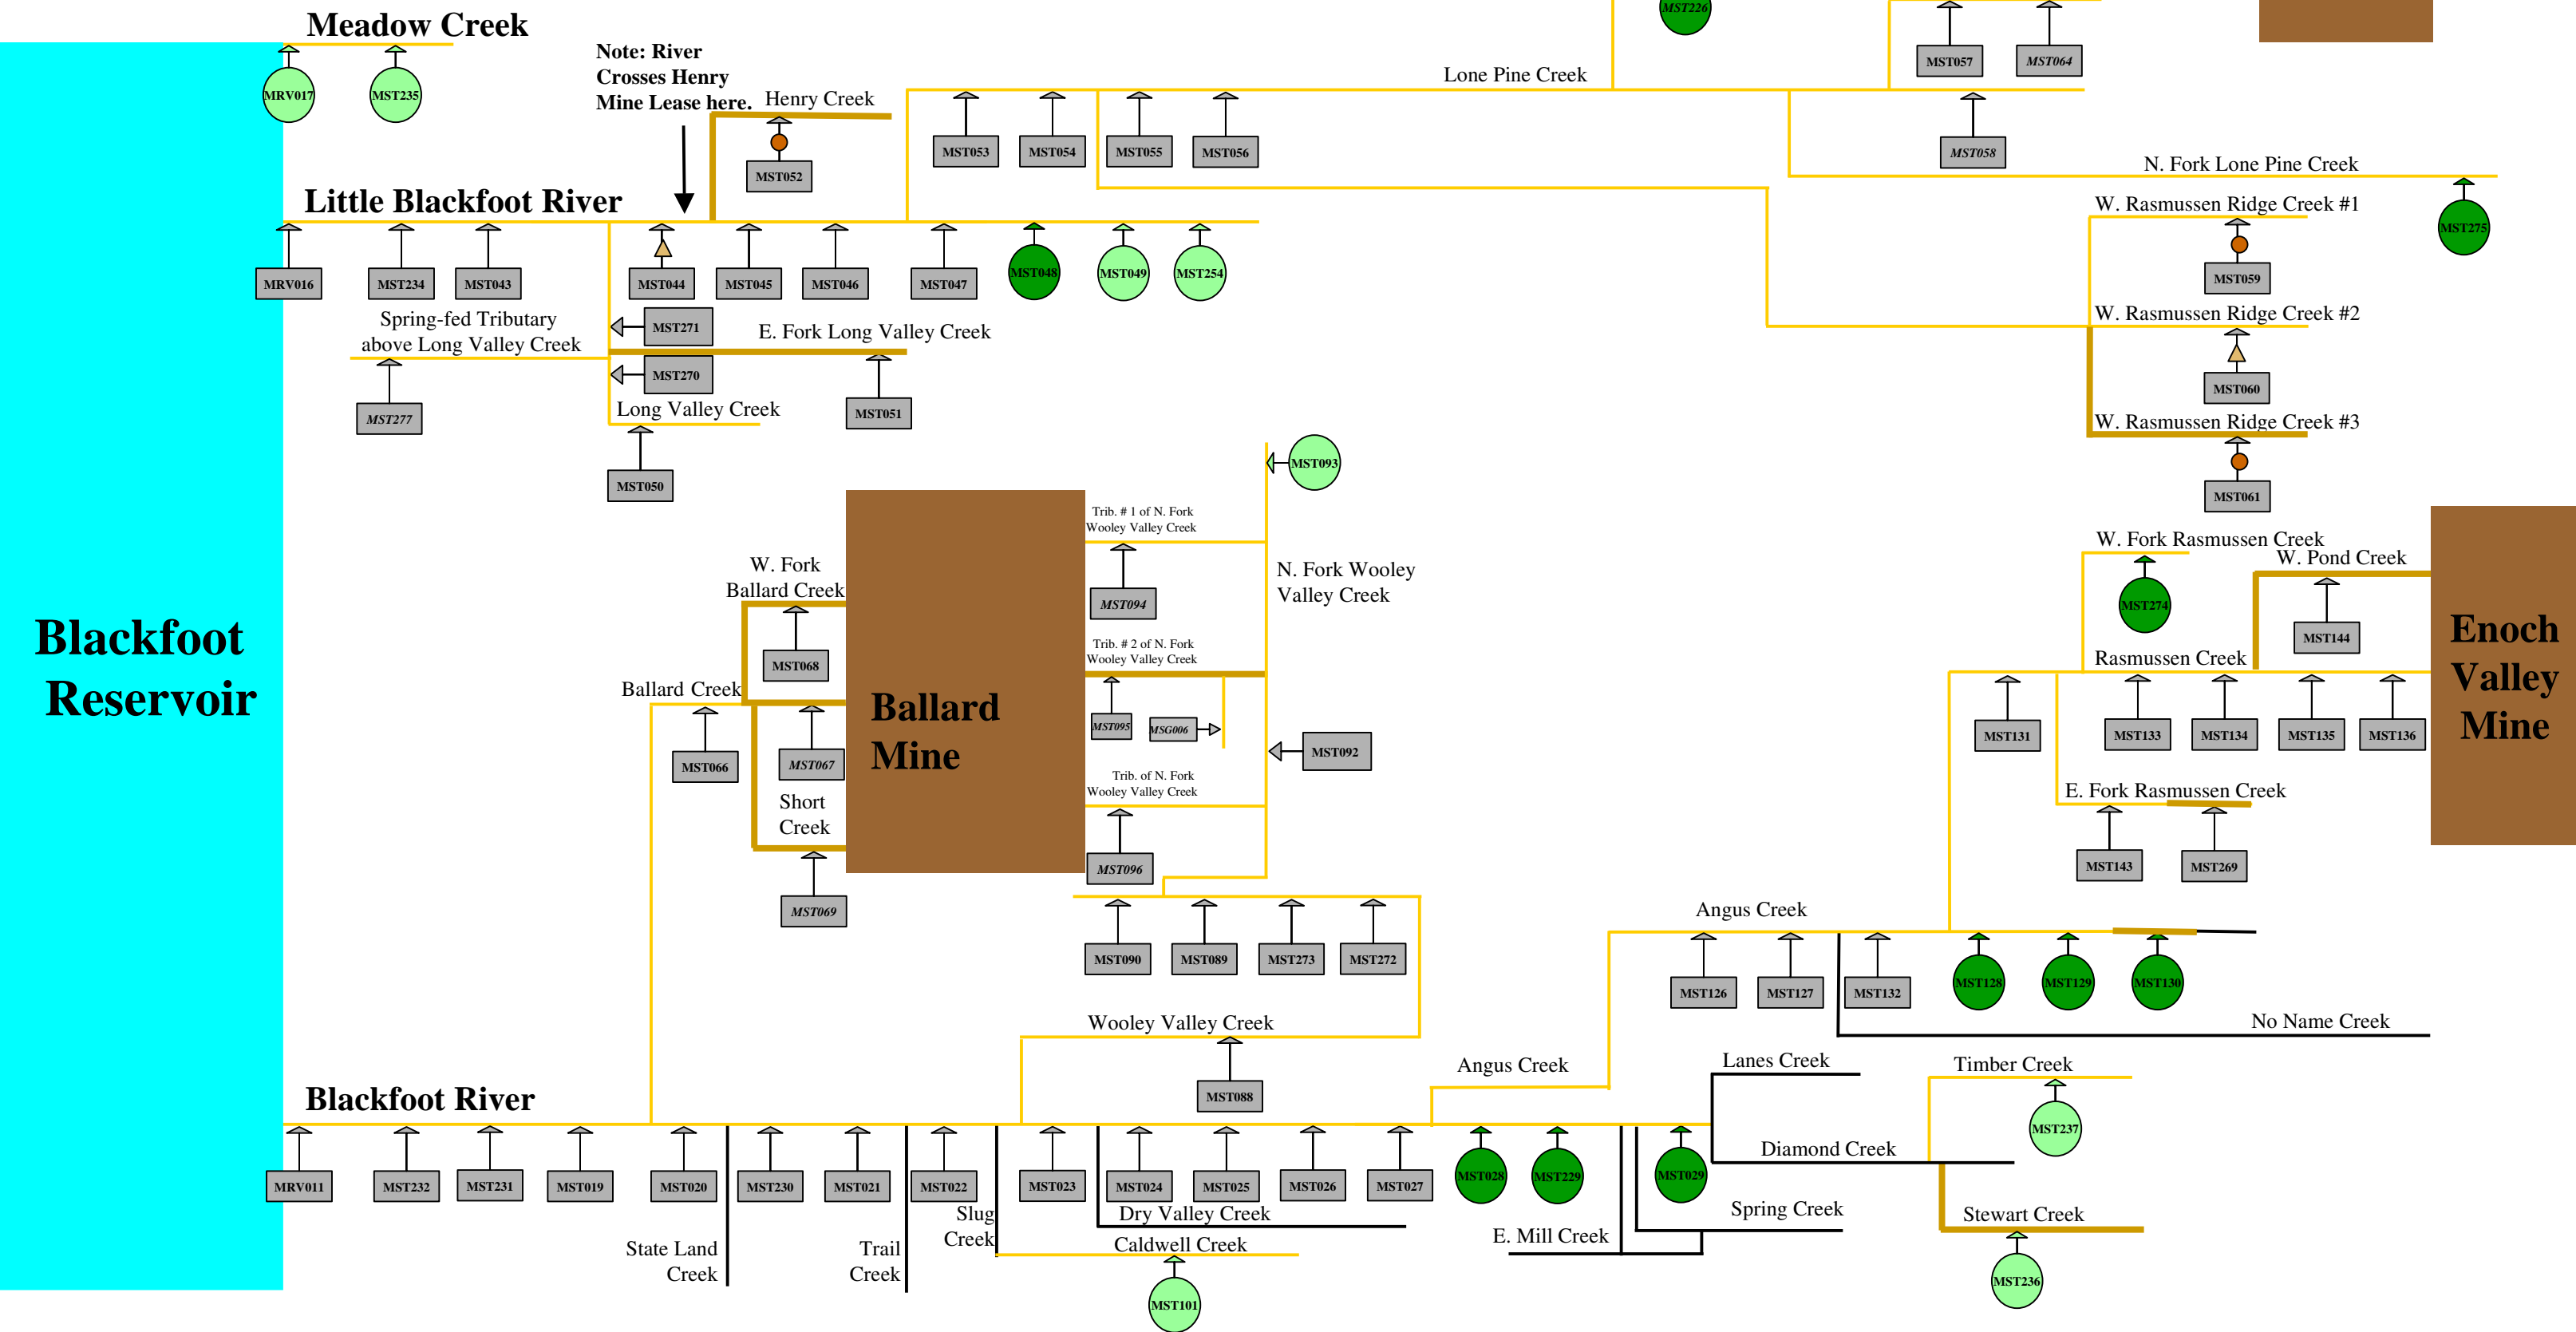 Meadow Creek
MST226
MRV017
MST235
Note: River
Crosses Henry
Mine Lease here.
Henry Creek
Lone Pine Creek
MST057
MST064
MST052
MST053
MST054
MST055
MST056
MST058
N. Fork Lone Pine Creek
MST275
Little Blackfoot River
MRV016
MST234
MST043
MST044
MST045
MST046
MST047
MST048
MST049
MST254
W. Rasmussen Ridge Creek #1
MST059
W. Rasmussen Ridge Creek #2
MST060
W. Rasmussen Ridge Creek #3
MST061
Spring-fed Tributary
above Long Valley Creek
MST277
MST271
E. Fork Long Valley Creek
MST270
MST051
Long Valley Creek
MST050
MST093
Trib. # 1 of N. Fork
Wooley Valley Creek
MST094
N. Fork Wooley
Valley Creek
Trib. # 2 of N. Fork
Wooley Valley Creek
MST095
MSG006
MST092
Trib. of N. Fork
Wooley Valley Creek
MST096
W. Fork
Ballard Creek
MST068
Ballard Creek
MST066
MST067
Short
Creek
MST069
Ballard
Mine
Blackfoot
Reservoir
W. Fork Rasmussen Creek
W. Pond Creek
MST274
MST144
Rasmussen Creek
MST131
MST133
MST134
MST135
MST136
Enoch
Valley
Mine
E. Fork Rasmussen Creek
MST143
MST269
MST090
MST089
MST273
MST272
Angus Creek
MST126
MST127
MST132
MST128
MST129
MST130
No Name Creek
Wooley Valley Creek
MST088
Angus Creek
Lanes Creek
Timber Creek
MST237
Diamond Creek
Stewart Creek
MST236
Blackfoot River
MRV011
MST232
MST231
MST019
MST020
MST230
MST021
MST022
MST023
MST024
MST025
MST026
MST027
MST028
MST229
MST029
State Land
Creek
Trail
Creek
Slug
Creek
Dry Valley Creek
Caldwell Creek
MST101
E. Mill Creek
Spring Creek